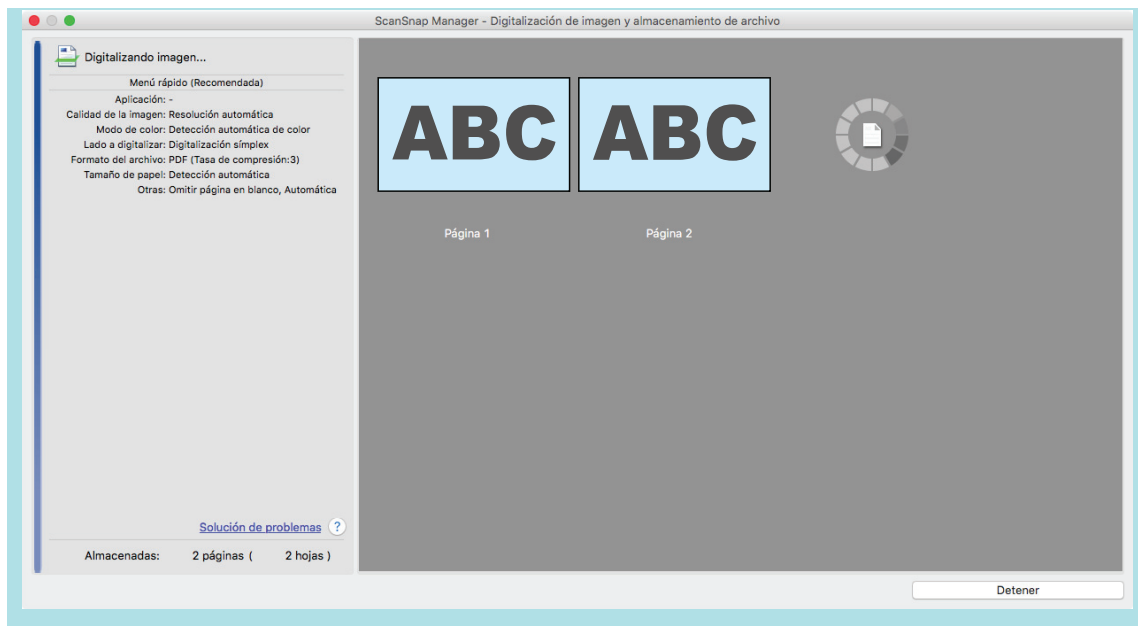 ScanSnap Manager - Digitalización de imagen y almacenamiento de archivo
Digitalizando imagen...
Menú rápido (Recomendada)
Aplicación: -
Calidad de la imagen: Resolución automática
Modo de color: Detección automática de color
Lado a digitalizar: Digitalización símplex
Formato del archivo: PDF (Tasa de compresión:3)
Tamaño de papel: Detección automática
Otras: Omitir página en blanco, Automática
Solución de problemas ?
Almacenadas: 2 páginas ( 2 hojas )
ABC ABC
Página 1 Página 2
Detener